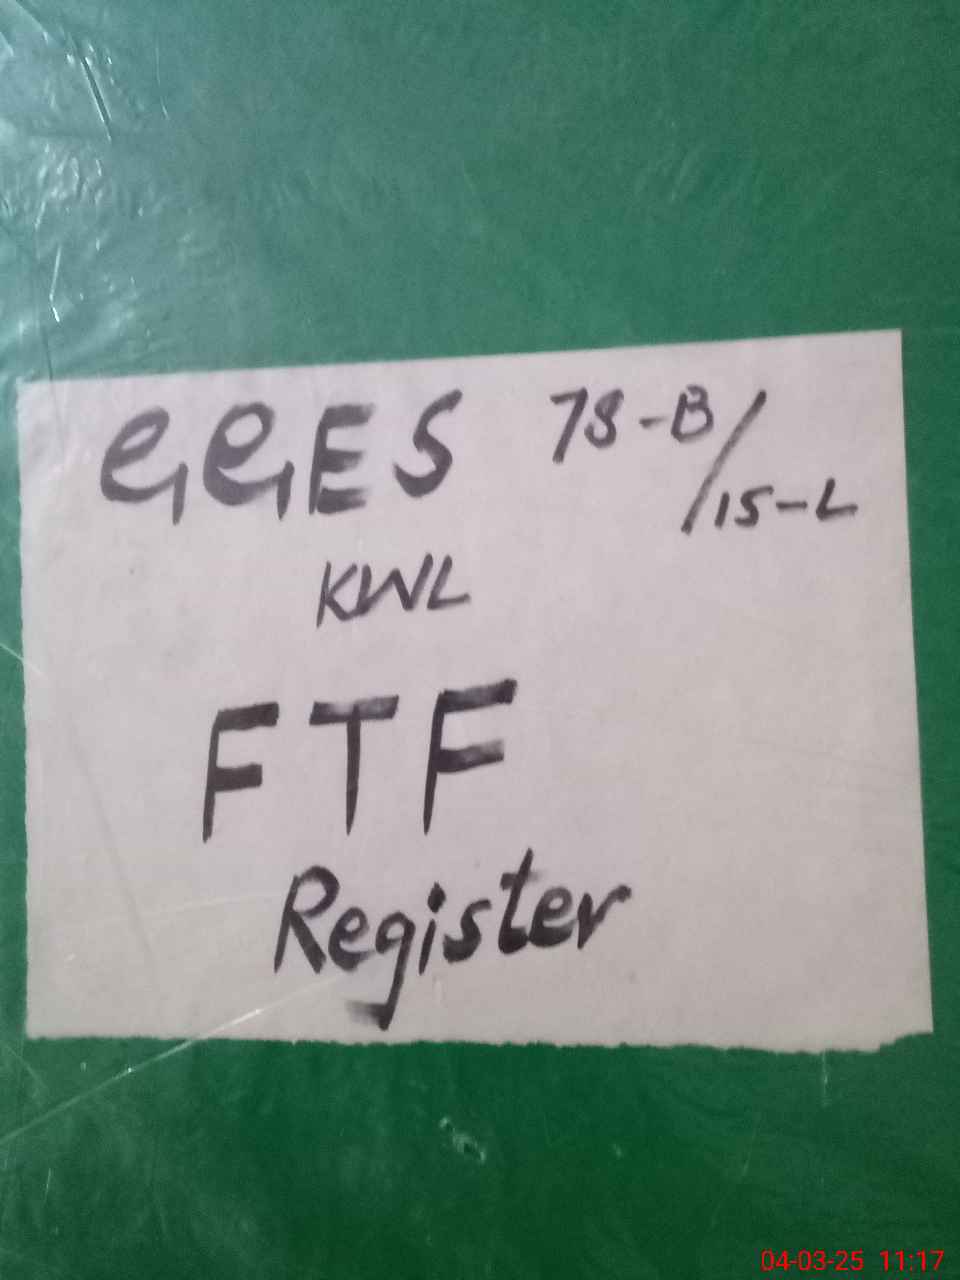 GGES 78-B/15-L
KWL
FTF
Register
04-03-25 11:17